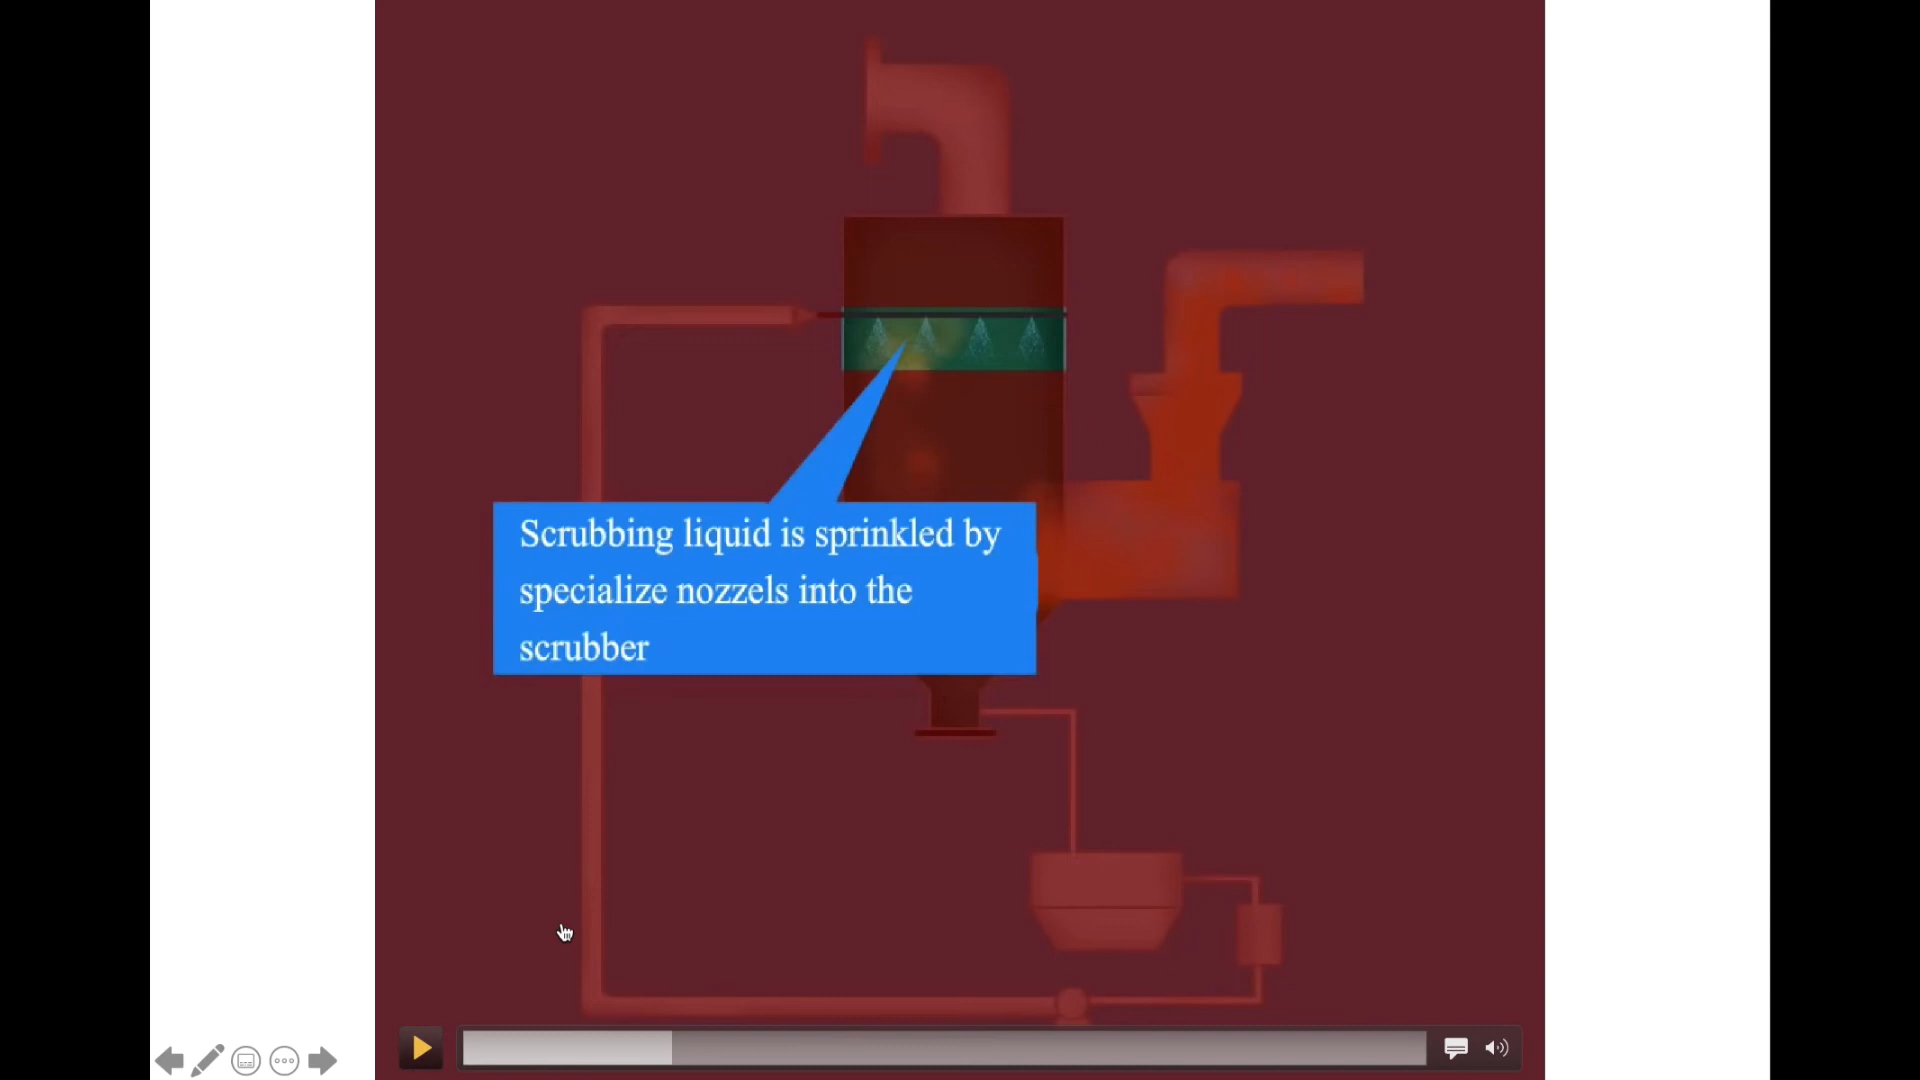 Scrubbing liquid is sprinkled by
specialize nozzels into the
scrubber